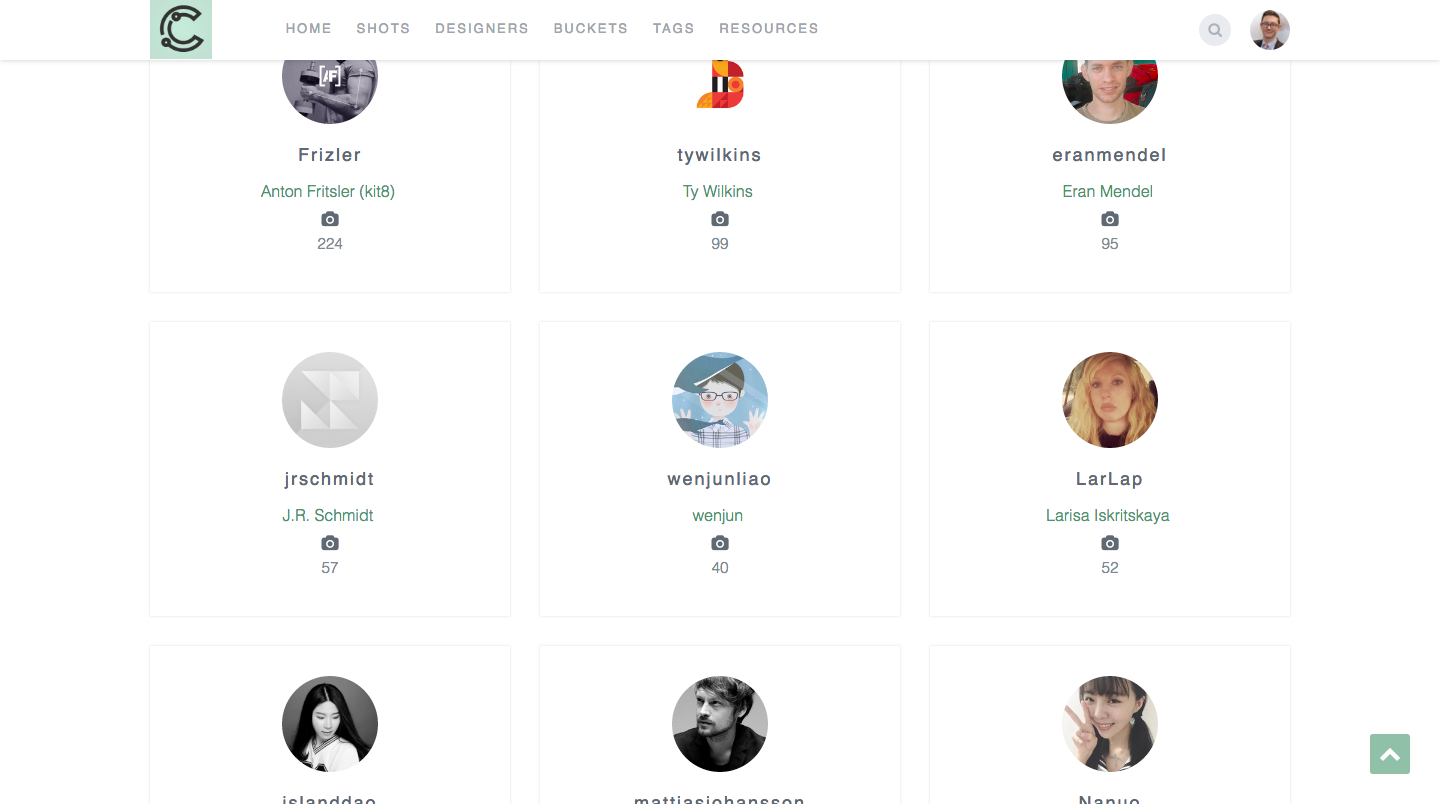 HOME SHOTS DESIGNERS BUCKETS TAGS RESOURCES
[AF]
Frizler
Anton Fritsler (kit8)
224
tywilkins
Ty Wilkins
99
eranmendel
Eran Mendel
95
jrschmidt
J.R. Schmidt
57
wenjunliao
wenjun
40
LarLap
Larisa Iskritskaya
52
islanddao
mattiasjohansson
Nanuo